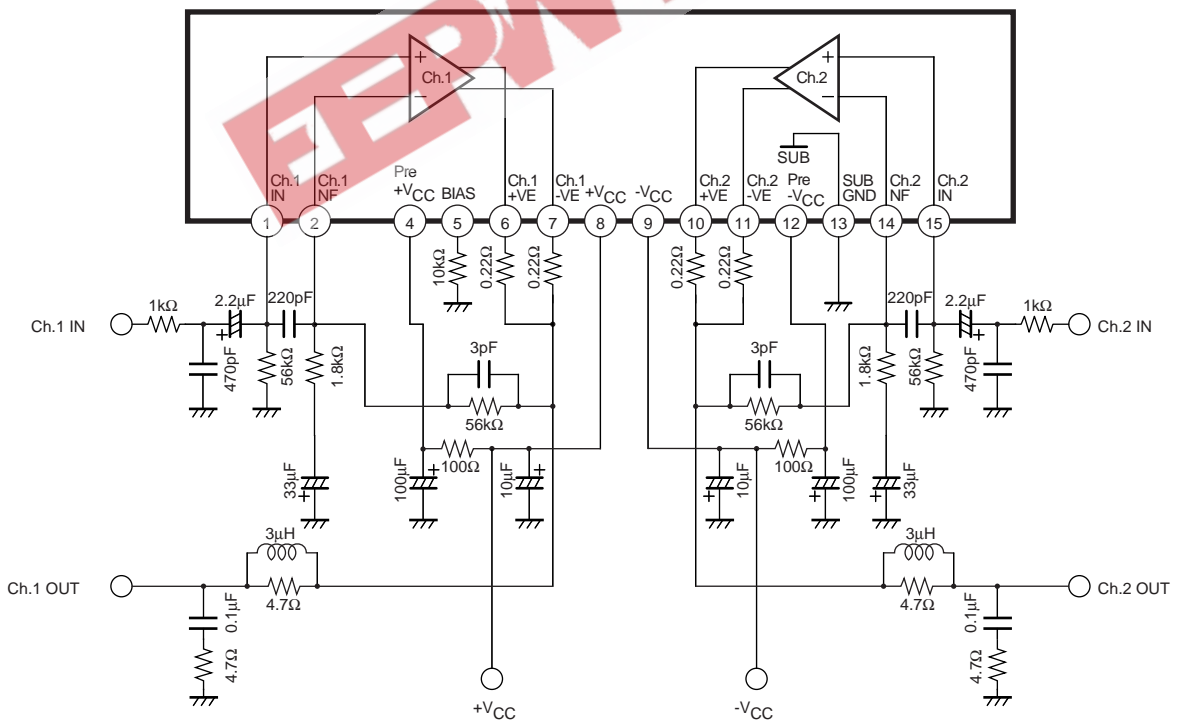 EEPW
+
Ch.1
−
+
Ch.2
−
SUB
Ch.1 IN
Ch.1 NF
Pre +VCC
BIAS
Ch.1 +VE
Ch.1 -VE
+VCC
-VCC
Ch.2 +VE
Ch.2 -VE
Pre -VCC
SUB GND
Ch.2 NF
Ch.2 IN
1 2 4 5 6 7 8 9 10 11 12 13 14 15
10kΩ
0.22Ω
0.22Ω
0.22Ω
0.22Ω
Ch.1 IN
1kΩ
2.2µF
+
220pF
470pF
56kΩ
1.8kΩ
3pF
56kΩ
3pF
56kΩ
220pF
2.2µF
+
1kΩ
Ch.2 IN
1.8kΩ
56kΩ
470pF
33µF
+
100µF
+
100Ω
10µF
+
10µF
+
100Ω
100µF
+
33µF
+
Ch.1 OUT
3µH
4.7Ω
0.1µF
4.7Ω
3µH
4.7Ω
Ch.2 OUT
0.1µF
4.7Ω
+VCC
-VCC